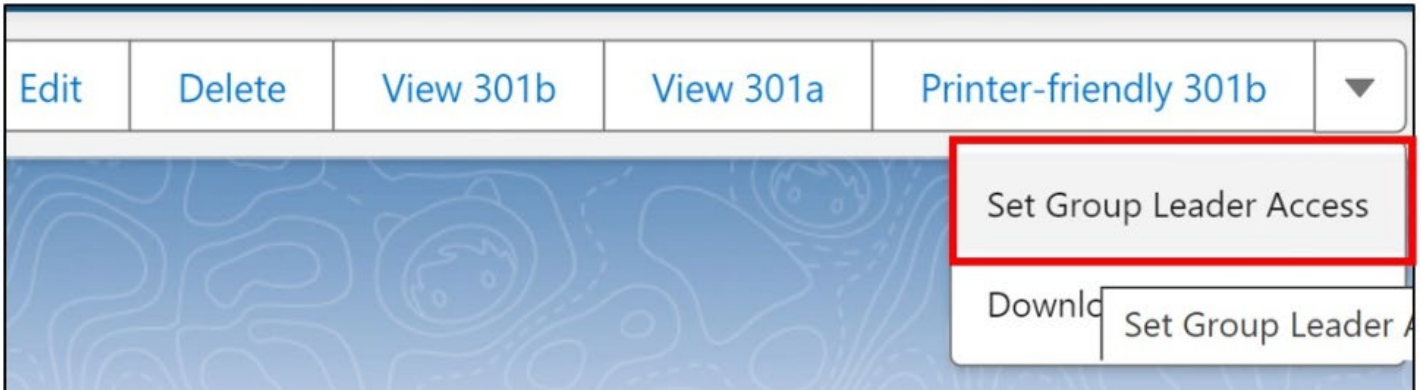 Edit Delete View 301b View 301a Printer-friendly 301b
Set Group Leader Access
Set Group Leader